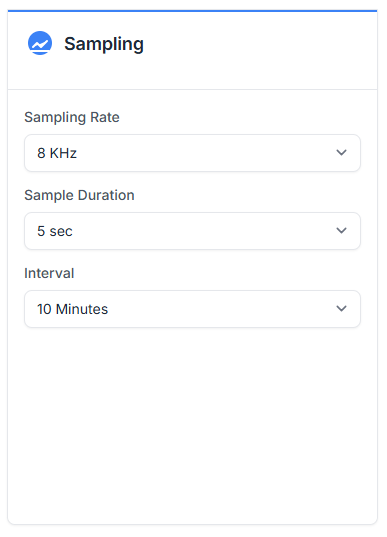 Sampling
Sampling Rate
8 KHz
Sample Duration
5 sec
Interval
10 Minutes